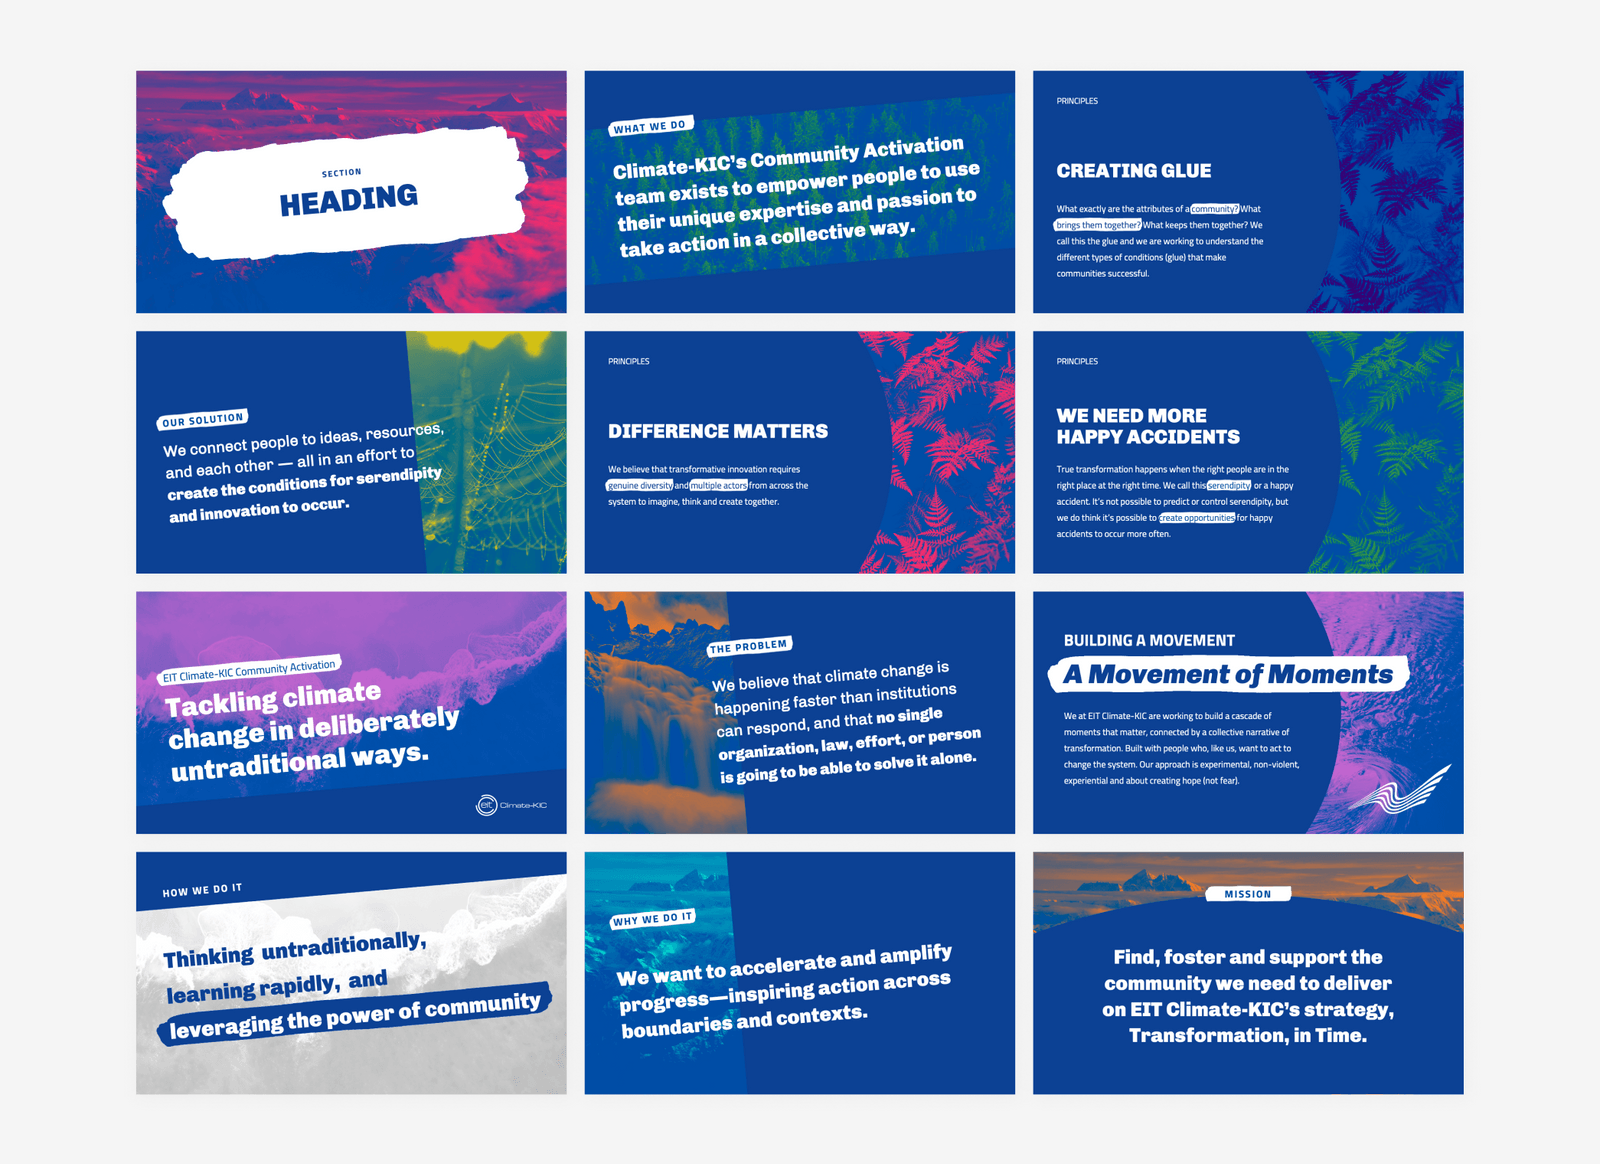 SECTION
HEADING
WHAT WE DO
Climate-KIC's Community Activation
team exists to empower people to use
their unique expertise and passion to
take action in a collective way.
PRINCIPLES
CREATING GLUE
What exactly are the attributes of a community? What
brings them together? What keeps them together? We
call this the glue and we are working to understand the
different types of conditions (glue) that make
communities successful.
OUR SOLUTION
We connect people to ideas, resources,
and each other — all in an effort to
create the conditions for serendipity
and innovation to occur.
PRINCIPLES
DIFFERENCE MATTERS
We believe that transformative innovation requires
genuine diversity and multiple actors from across the
system to imagine, think and create together.
PRINCIPLES
WE NEED MORE
HAPPY ACCIDENTS
True transformation happens when the right people are in the
right place at the right time. We call this serendipity, or a happy
accident. It's not possible to predict or control serendipity, but
we do think it's possible to create opportunities for happy
accidents to occur more often.
EIT Climate-KIC Community Activation
Tackling climate
change in deliberately
untraditional ways.
eit Climate-KIC
THE PROBLEM
We believe that climate change is
happening faster than institutions
can respond, and that no single
organization, law, effort, or person
is going to be able to solve it alone.
BUILDING A MOVEMENT
A Movement of Moments
We at EIT Climate-KIC are working to build a cascade of
moments that matter, connected by a collective narrative of
transformation. Built with people who, like us, want to act to
change the system. Our approach is experimental, non-violent,
experiential and about creating hope (not fear).
HOW WE DO IT
Thinking untraditionally,
learning rapidly, and
leveraging the power of community
WHY WE DO IT
We want to accelerate and amplify
progress—inspiring action across
boundaries and contexts.
MISSION
Find, foster and support the
community we need to deliver
on EIT Climate-KIC's strategy,
Transformation, in Time.